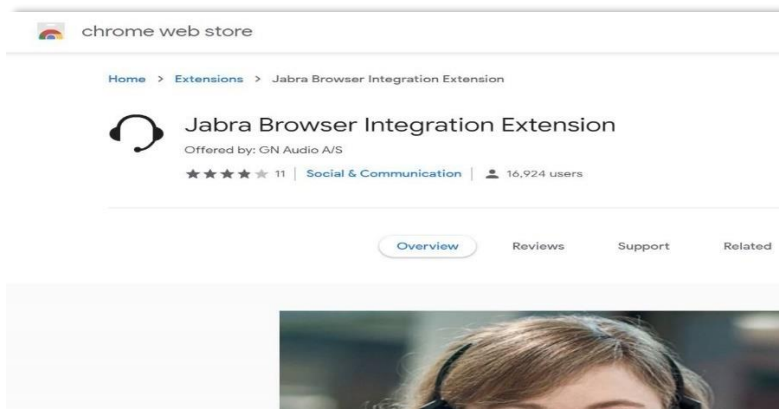 chrome web store
Home > Extensions > Jabra Browser Integration Extension
Jabra Browser Integration Extension
Offered by: GN Audio A/S
★★★★★ 11 | Social & Communication | 16,924 users
Overview Reviews Support Related